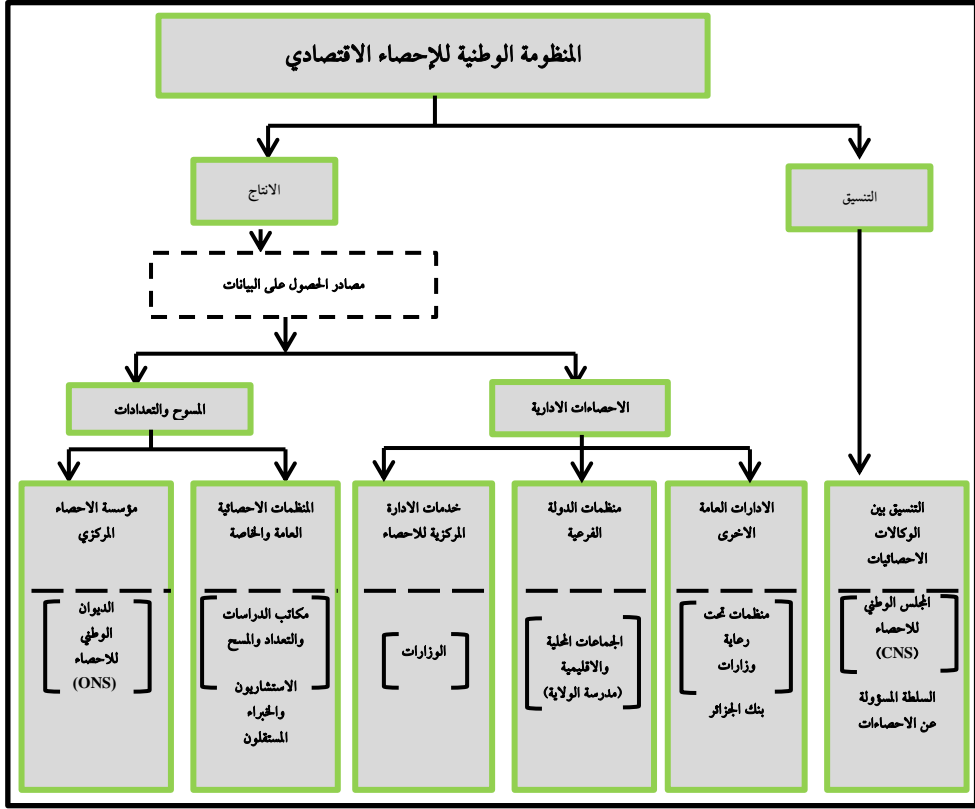 المنظومة الوطنية للإحصاء الاقتصادي
الانتاج
التنسيق
مصادر الحصول على البيانات
الاحصاءات الادارية
المسوح والتعدادات
التنسيق بين
الوكالات
الاحصائيات
المجلس الوطني
للاحصاء
(CNS)
السلطة المسؤولة
عن الاحصاءات
الادارات العامة
الاخرى
منظمات تحت
رعاية
وزارات
بنك الجزائر
منظمات الدولة
الفرعية
الجماعات المحلية
والاقليمية
(مدرسة الولاية)
خدمات الادارة
المركزية للاحصاء
الوزارات
المنظمات الاحصائية
العامة والخاصة
مكاتب الدراسات
والتعداد والمسح
الاستشاريون
والخبراء
المستقلون
مؤسسة الاحصاء
المركزي
الديوان
الوطني
للاحصاء
(ONS)